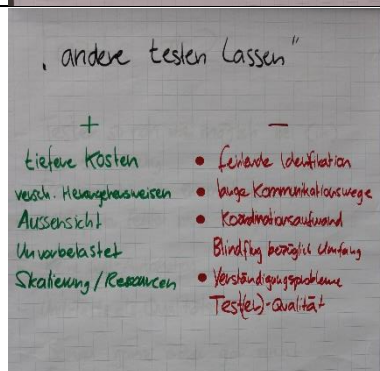 „andere testen lassen"
+
tiefere Kosten
versch. Herangehensweisen
Aussensicht
Unvorbelastet
Skalierung / Ressourcen
−
• fehlende Identifikation
• lange Kommunikationswege
• Koordinationsaufwand
Blindflug bezüglich Umfang
• Verständigungsprobleme
Test(er)-Qualität